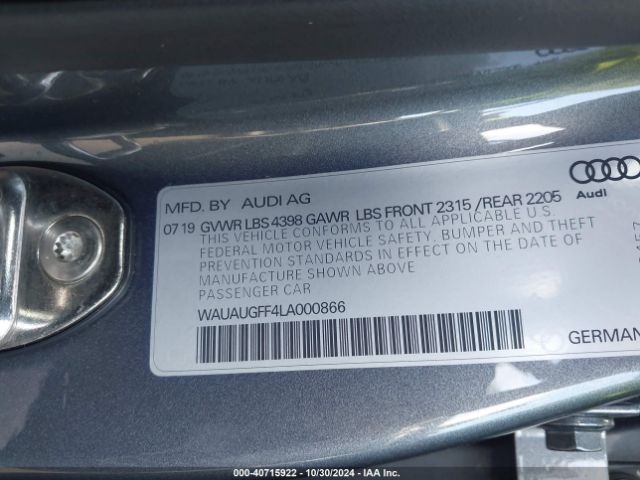 MFD. BY AUDI AG
07 19 GVWR LBS 4398 GAWR LBS FRONT 2315 / REAR 2205
THIS VEHICLE CONFORMS TO ALL APPLICABLE U.S.
FEDERAL MOTOR VEHICLE SAFETY, BUMPER AND THEFT
PREVENTION STANDARDS IN EFFECT ON THE DATE OF
MANUFACTURE SHOWN ABOVE
PASSENGER CAR
WAUAUGFF4LA000866
Audi
GERMAN
000-40715922 - 10/30/2024 - IAA Inc.